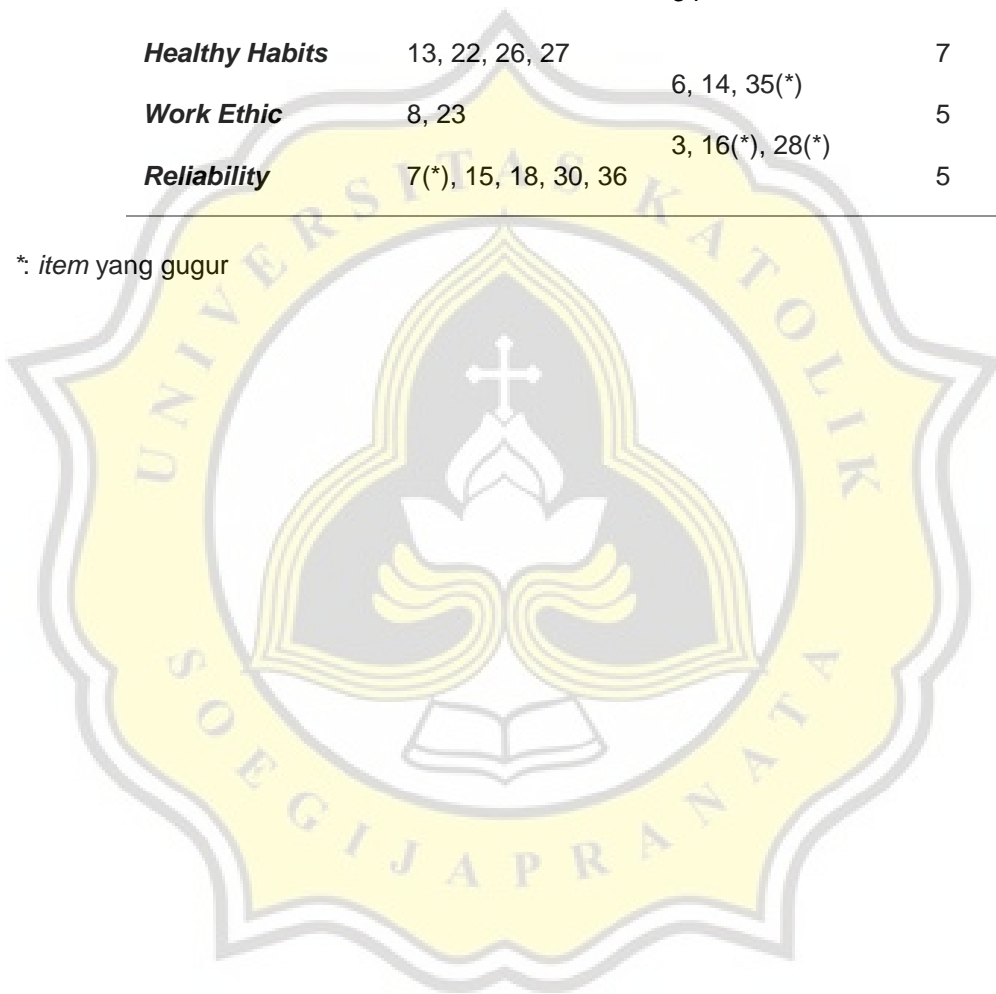 Healthy Habits 13, 22, 26, 27 7
6, 14, 35(*)
Work Ethic 8, 23 5
3, 16(*), 28(*)
Reliability 7(*), 15, 18, 30, 36 5
*: item yang gugur
UNIVERSITAS KATOLIK
SOEGIJAPRANATA